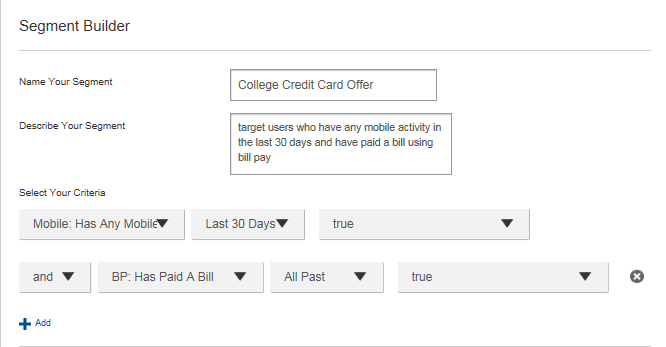 Segment Builder
Name Your Segment
College Credit Card Offer
Describe Your Segment
target users who have any mobile activity in
the last 30 days and have paid a bill using
bill pay
Select Your Criteria
Mobile: Has Any Mobile Last 30 Days true
and BP: Has Paid A Bill All Past true
Add